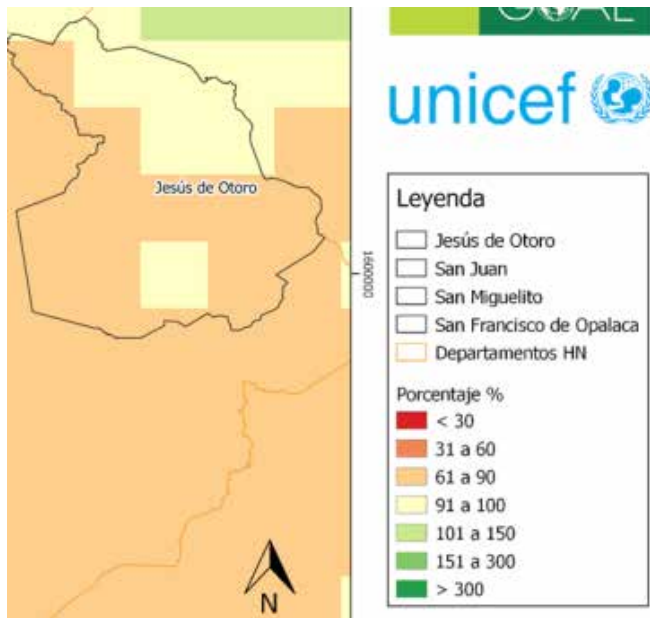 GOAL
unicef
Jesús de Otoro
1600000
N
Leyenda
Jesús de Otoro
San Juan
San Miguelito
San Francisco de Opalaca
Departamentos HN
Porcentaje %
< 30
31 a 60
61 a 90
91 a 100
101 a 150
151 a 300
> 300